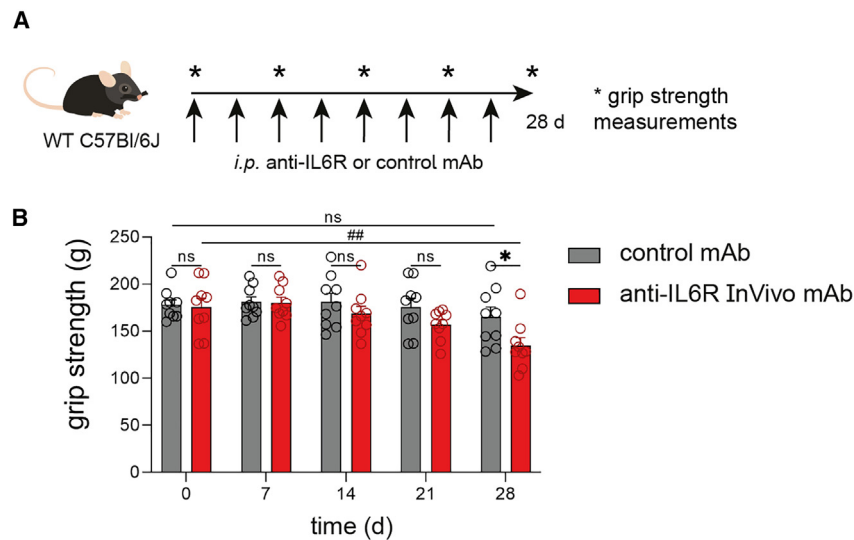 A
* * * * *
WT C57Bl/6J
28 d
* grip strength
measurements
i.p. anti-IL6R or control mAb
B
ns
##
ns ns ns ns *
grip strength (g)
250
200
150
100
50
0
0 7 14 21 28
time (d)
control mAb
anti-IL6R InVivo mAb